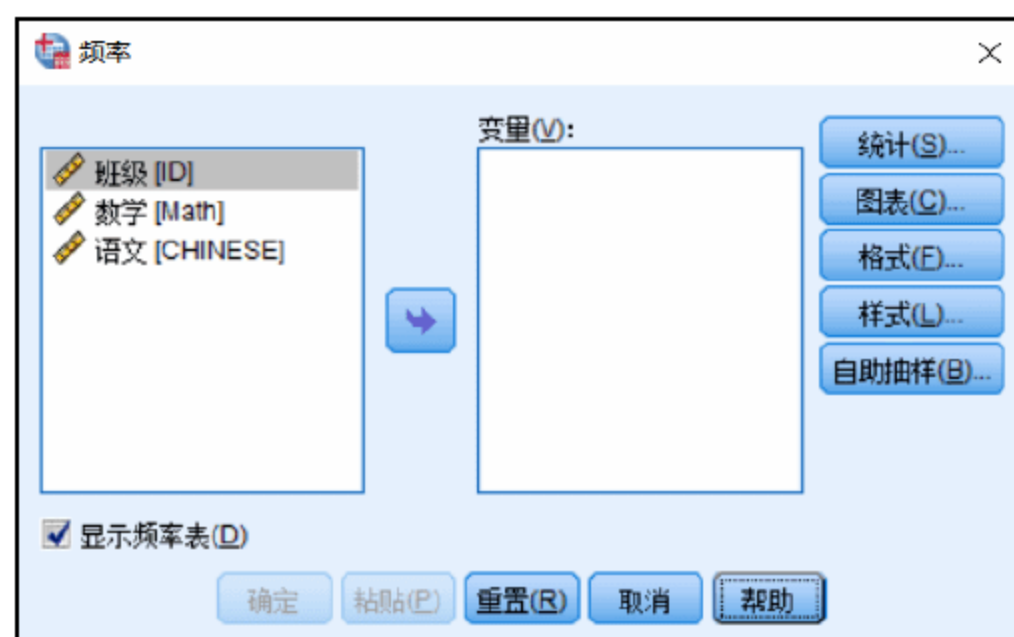 频率
变量(V):
班级 [ID]
数学 [Math]
语文 [CHINESE]
统计(S)...
图表(C)...
格式(F)...
样式(L)...
自助抽样(B)...
显示频率表(D)
确定 粘贴(P) 重置(R) 取消 帮助